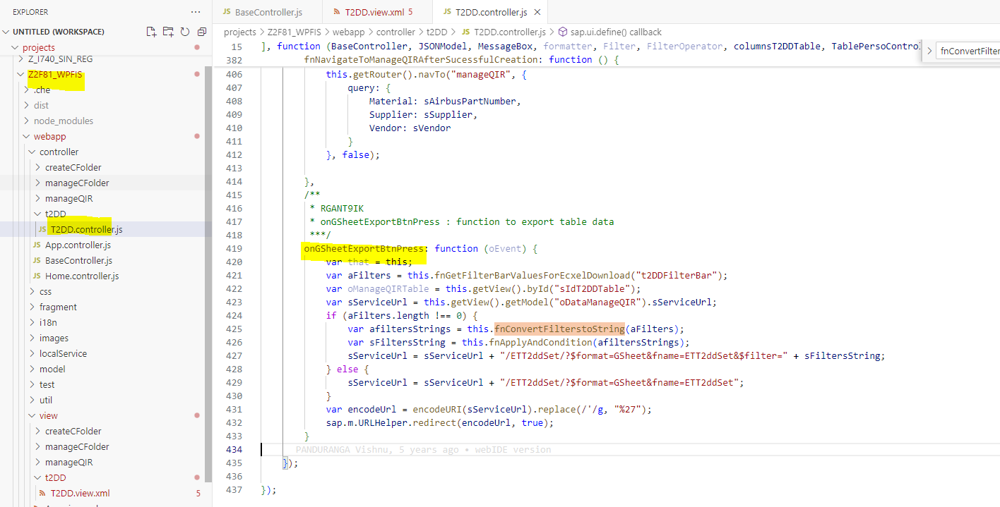 EXPLORER ···
UNTITLED (WORKSPACE)
projects
Z_I740_SIN_REG
Z2F81_WPFIS
.che
dist
node_modules
webapp
controller
createCFolder
manageCFolder
manageQIR
t2DD
JS T2DD.controller.js
JS App.controller.js
JS BaseController.js
JS Home.controller.js
css
fragment
i18n
images
localService
model
test
util
view
createCFolder
manageCFolder
manageQIR
t2DD
T2DD.view.xml 5
JS BaseController.js
T2DD.view.xml 5
JS T2DD.controller.js ×
projects > Z2F81_WPFIS > webapp > controller > t2DD > JS T2DD.controller.js > sap.ui.define() callback
fnConvertFilter
15 ], function (BaseController, JSONModel, MessageBox, formatter, Filter, FilterOperator, columnsT2DDTable, TablePersoContro
382 fnNavigateToManageQIRAfterSucessfulCreation: function () {
406 this.getRouter().navTo("manageQIR", {
407 query: {
408 Material: sAirbusPartNumber,
409 Supplier: sSupplier,
410 Vendor: sVendor
411 }
412 }, false);
413
414 },
415 /**
416 * RGANT9IK
417 * onGSheetExportBtnPress : function to export table data
418 ***/
419 onGSheetExportBtnPress: function (oEvent) {
420 var that = this;
421 var aFilters = this.fnGetFilterBarValuesForEcxelDownload("t2DDFilterBar");
422 var oManageQIRTable = this.getView().byId("sIdT2DDTable");
423 var sServiceUrl = this.getView().getModel("oDataManageQIR").sServiceUrl;
424 if (aFilters.length !== 0) {
425 var afiltersStrings = this.fnConvertFilterstoString(aFilters);
426 var sFiltersString = this.fnApplyAndCondition(afiltersStrings);
427 sServiceUrl = sServiceUrl + "/ETT2ddSet/?$format=GSheet&fname=ETT2ddSet&$filter=" + sFiltersString;
428 } else {
429 sServiceUrl = sServiceUrl + "/ETT2ddSet/?$format=GSheet&fname=ETT2ddSet";
430 }
431 var encodeUrl = encodeURI(sServiceUrl).replace(/'/g, "%27");
432 sap.m.URLHelper.redirect(encodeUrl, true);
433 }
434 PANDURANGA Vishnu, 5 years ago • webIDE version
435 });
436
437 });